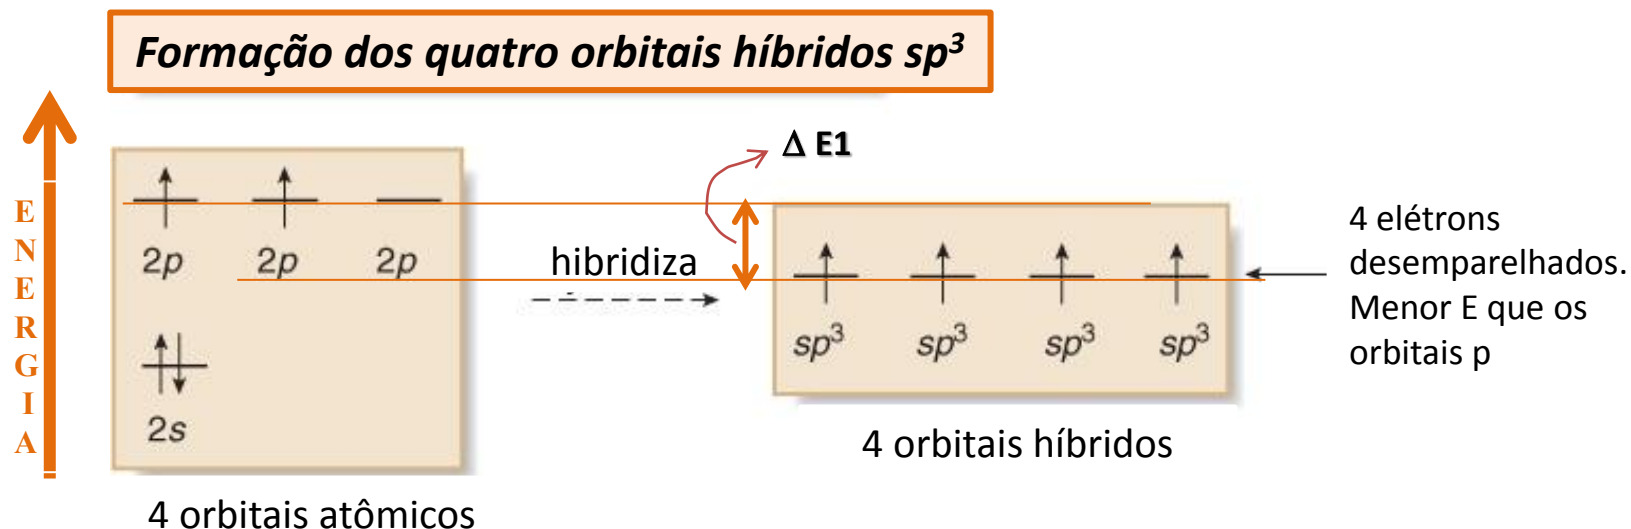 Formação dos quatro orbitais híbridos sp³
ENERGIA
Δ E1
2p 2p 2p
2s
4 orbitais atômicos
hibridiza
sp³ sp³ sp³ sp³
4 orbitais híbridos
4 elétrons
desemparelhados.
Menor E que os
orbitais p